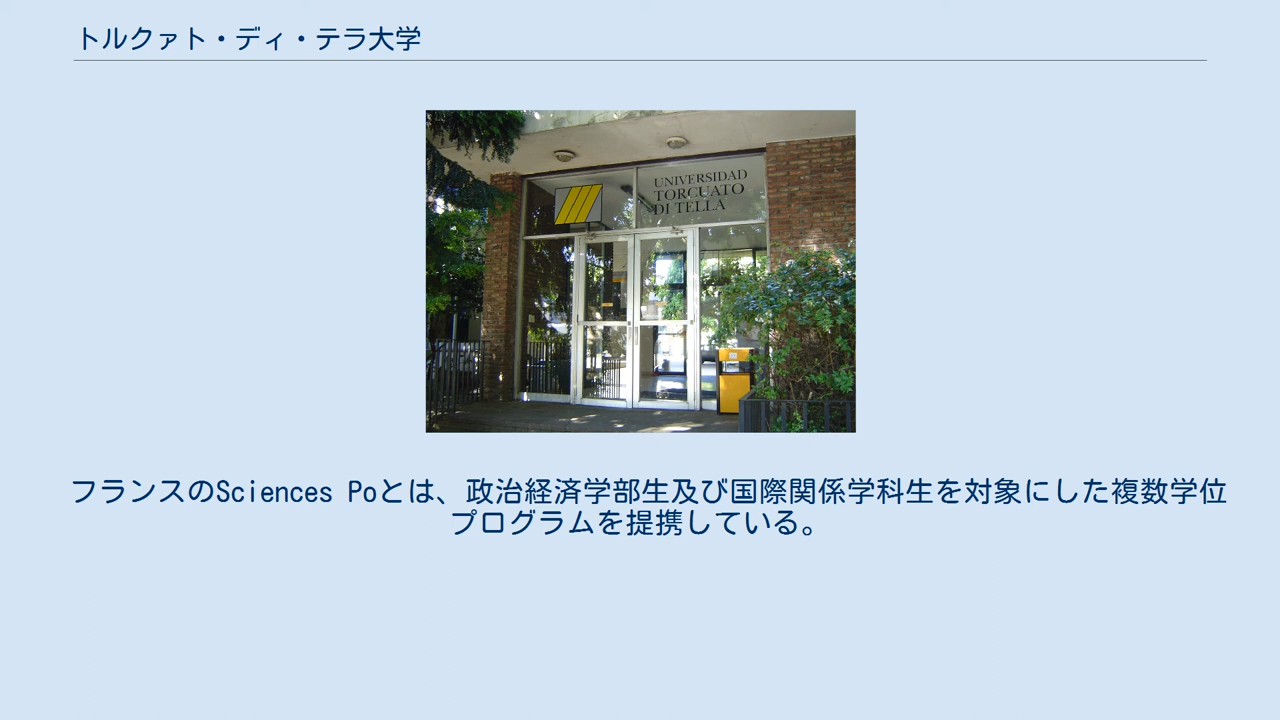 トルクァト・ディ・テラ大学
UNIVERSIDAD
TORCUATO
DI TELLA
フランスのSciences Poとは、政治経済学部生及び国際関係学科生を対象にした複数学位
プログラムを提携している。